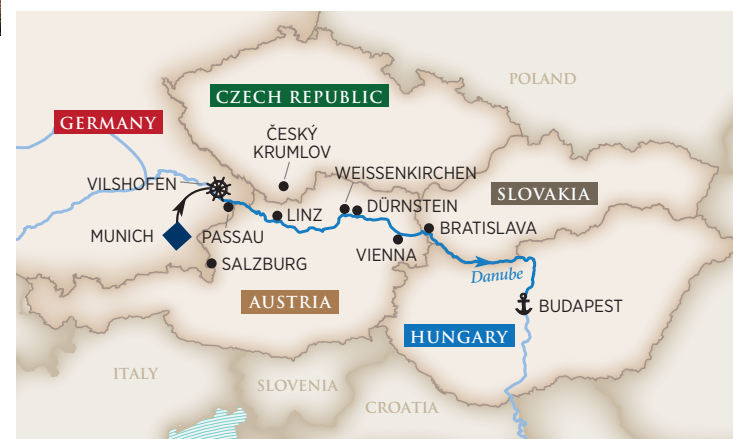 POLAND
CZECH REPUBLIC
GERMANY
ČESKÝ
KRUMLOV
WEISSENKIRCHEN
VILSHOFEN
SLOVAKIA
DÜRNSTEIN
LINZ
BRATISLAVA
MUNICH
PASSAU
VIENNA
SALZBURG
Danube
AUSTRIA
BUDAPEST
HUNGARY
ITALY
SLOVENIA
CROATIA